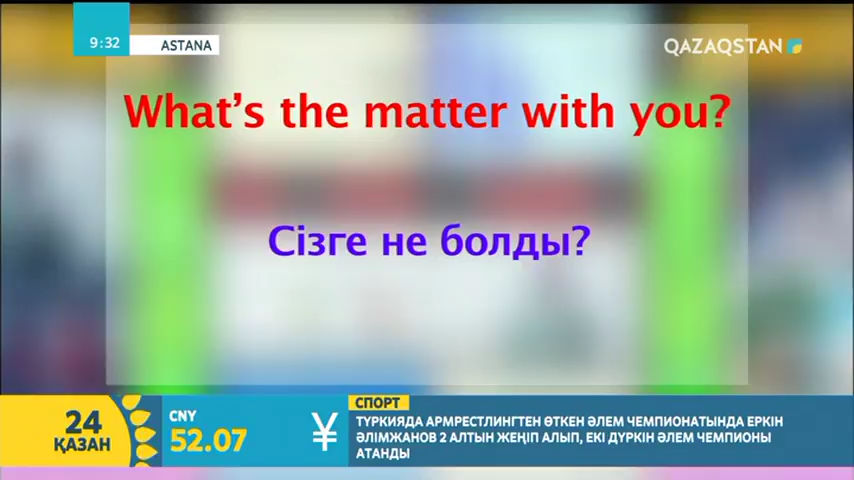 9:32
ASTANA
QAZAQSTAN
What's the matter with you?
Сізге не болды?
24
ҚАЗАН
CNY
52.07
¥
СПОРТ
ТҮРКИЯДА АРМРЕСТЛИНГТЕН ӨТКЕН ӘЛЕМ ЧЕМПИОНАТЫНДА ЕРКІН
ӘЛІМЖАНОВ 2 АЛТЫН ЖЕҢІП АЛЫП, ЕКІ ДҮРКІН ӘЛЕМ ЧЕМПИОНЫ
АТАНДЫ